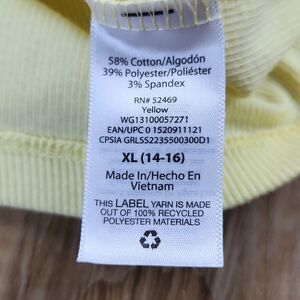 58% Cotton/Algodón
39% Polyester/Poliéster
3% Spandex
RN# 52469
Yellow
WG13100057271
EAN/UPC 0 1520911121
CPSIA GRLSS2235500300D1
XL (14-16)
Made In/Hecho En
Vietnam
THIS LABEL YARN IS MADE
OUT OF 100% RECYCLED
POLYESTER MATERIALS